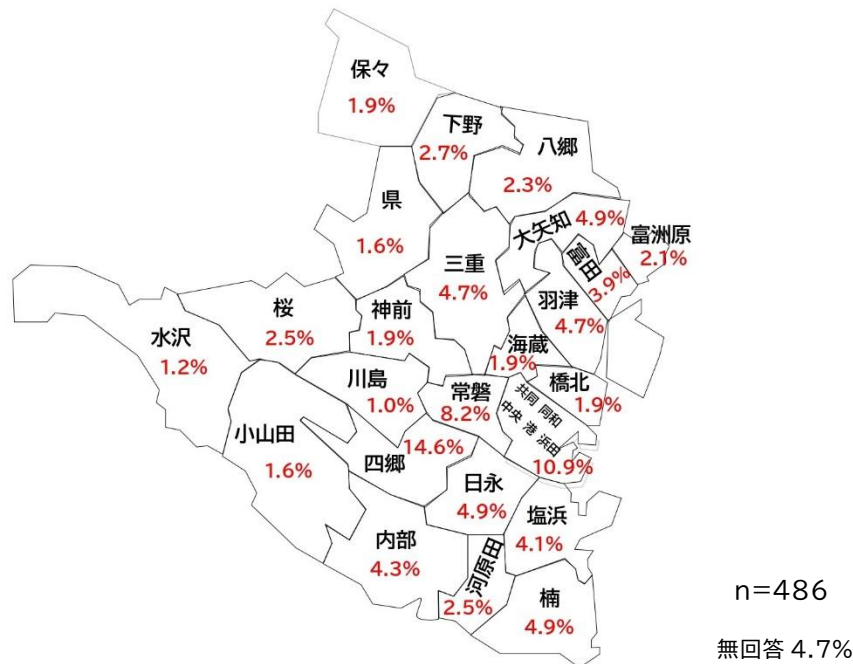 保々
1.9%
下野
2.7%
八郷
2.3%
県
1.6%
大矢知
4.9%
富洲原
2.1%
富田
3.9%
三重
4.7%
羽津
4.7%
桜
2.5%
神前
1.9%
水沢
1.2%
海蔵
1.9%
川島
1.0%
常磐
8.2%
橋北
1.9%
共同 同和
中央 港 浜田
10.9%
小山田
1.6%
四郷
14.6%
日永
4.9%
塩浜
4.1%
内部
4.3%
河原田
2.5%
楠
4.9%
n=486
無回答 4.7%